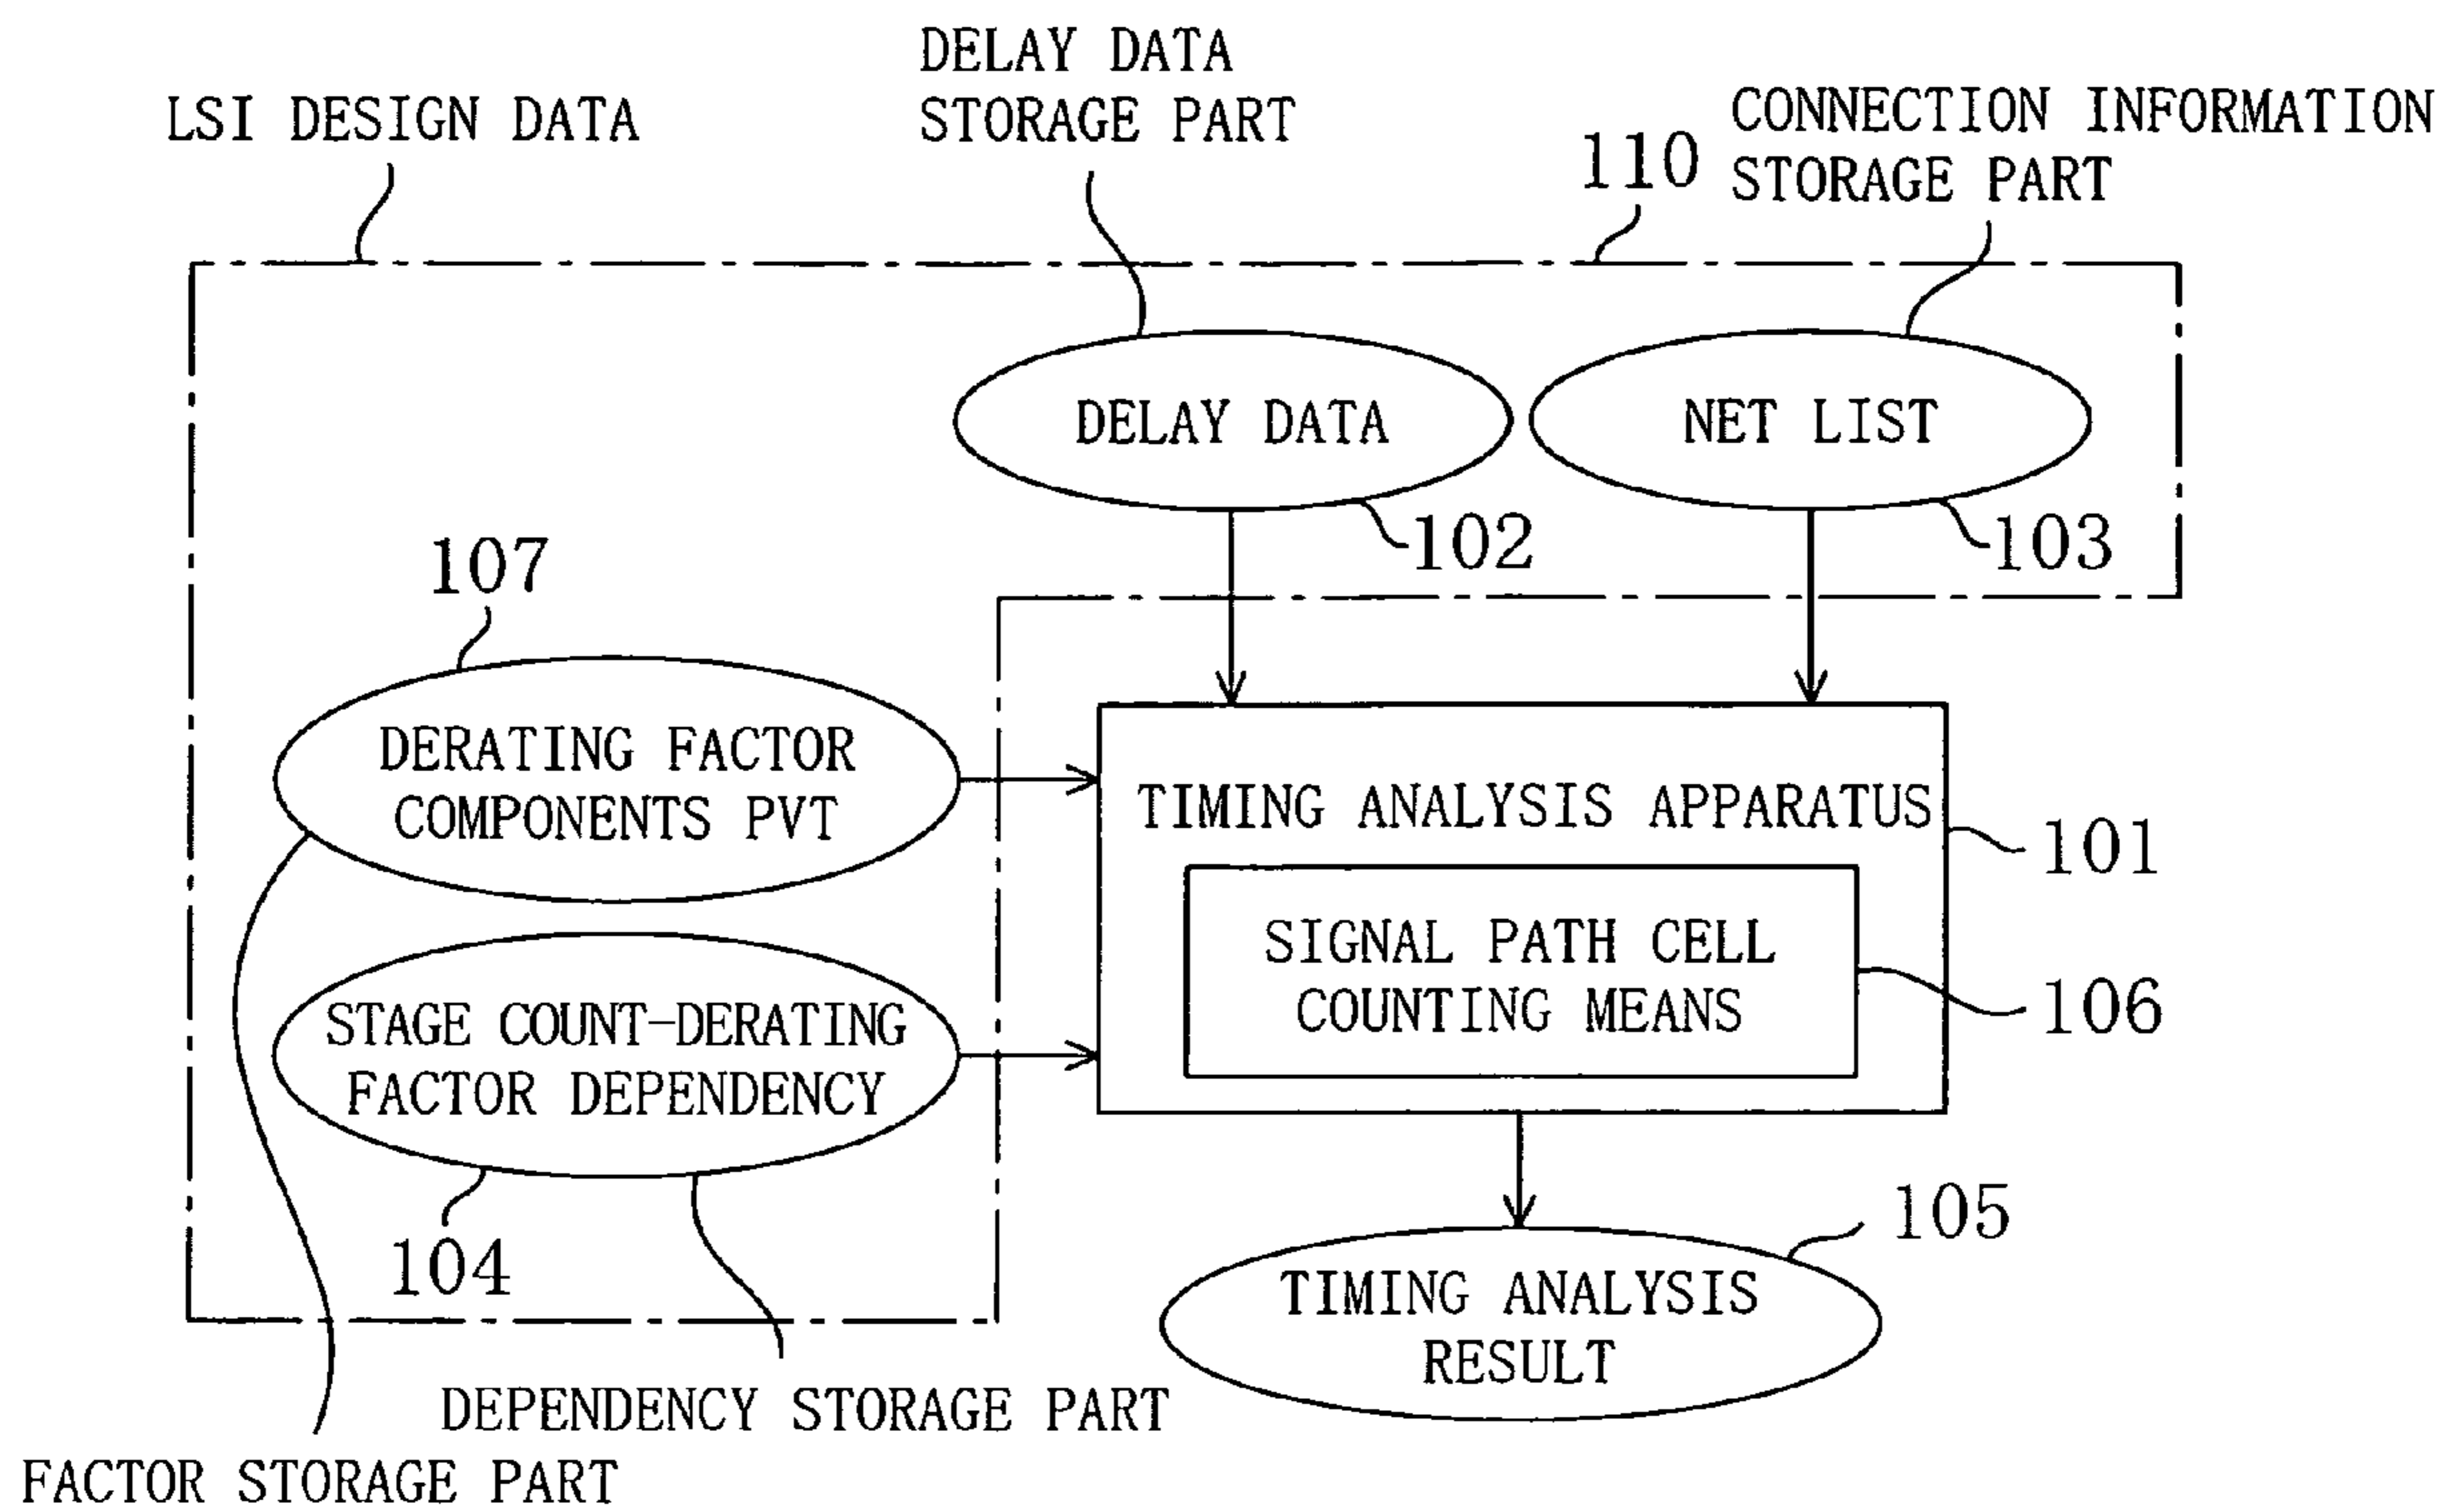 DELAY DATA
STORAGE PART
LSI DESIGN DATA
CONNECTION INFORMATION
STORAGE PART
110
DELAY DATA
NET LIST
102
103
107
DERATING FACTOR
COMPONENTS PVT
TIMING ANALYSIS APPARATUS
101
SIGNAL PATH CELL
COUNTING MEANS
106
STAGE COUNT-DERATING
FACTOR DEPENDENCY
104
105
TIMING ANALYSIS
RESULT
DEPENDENCY STORAGE PART
FACTOR STORAGE PART